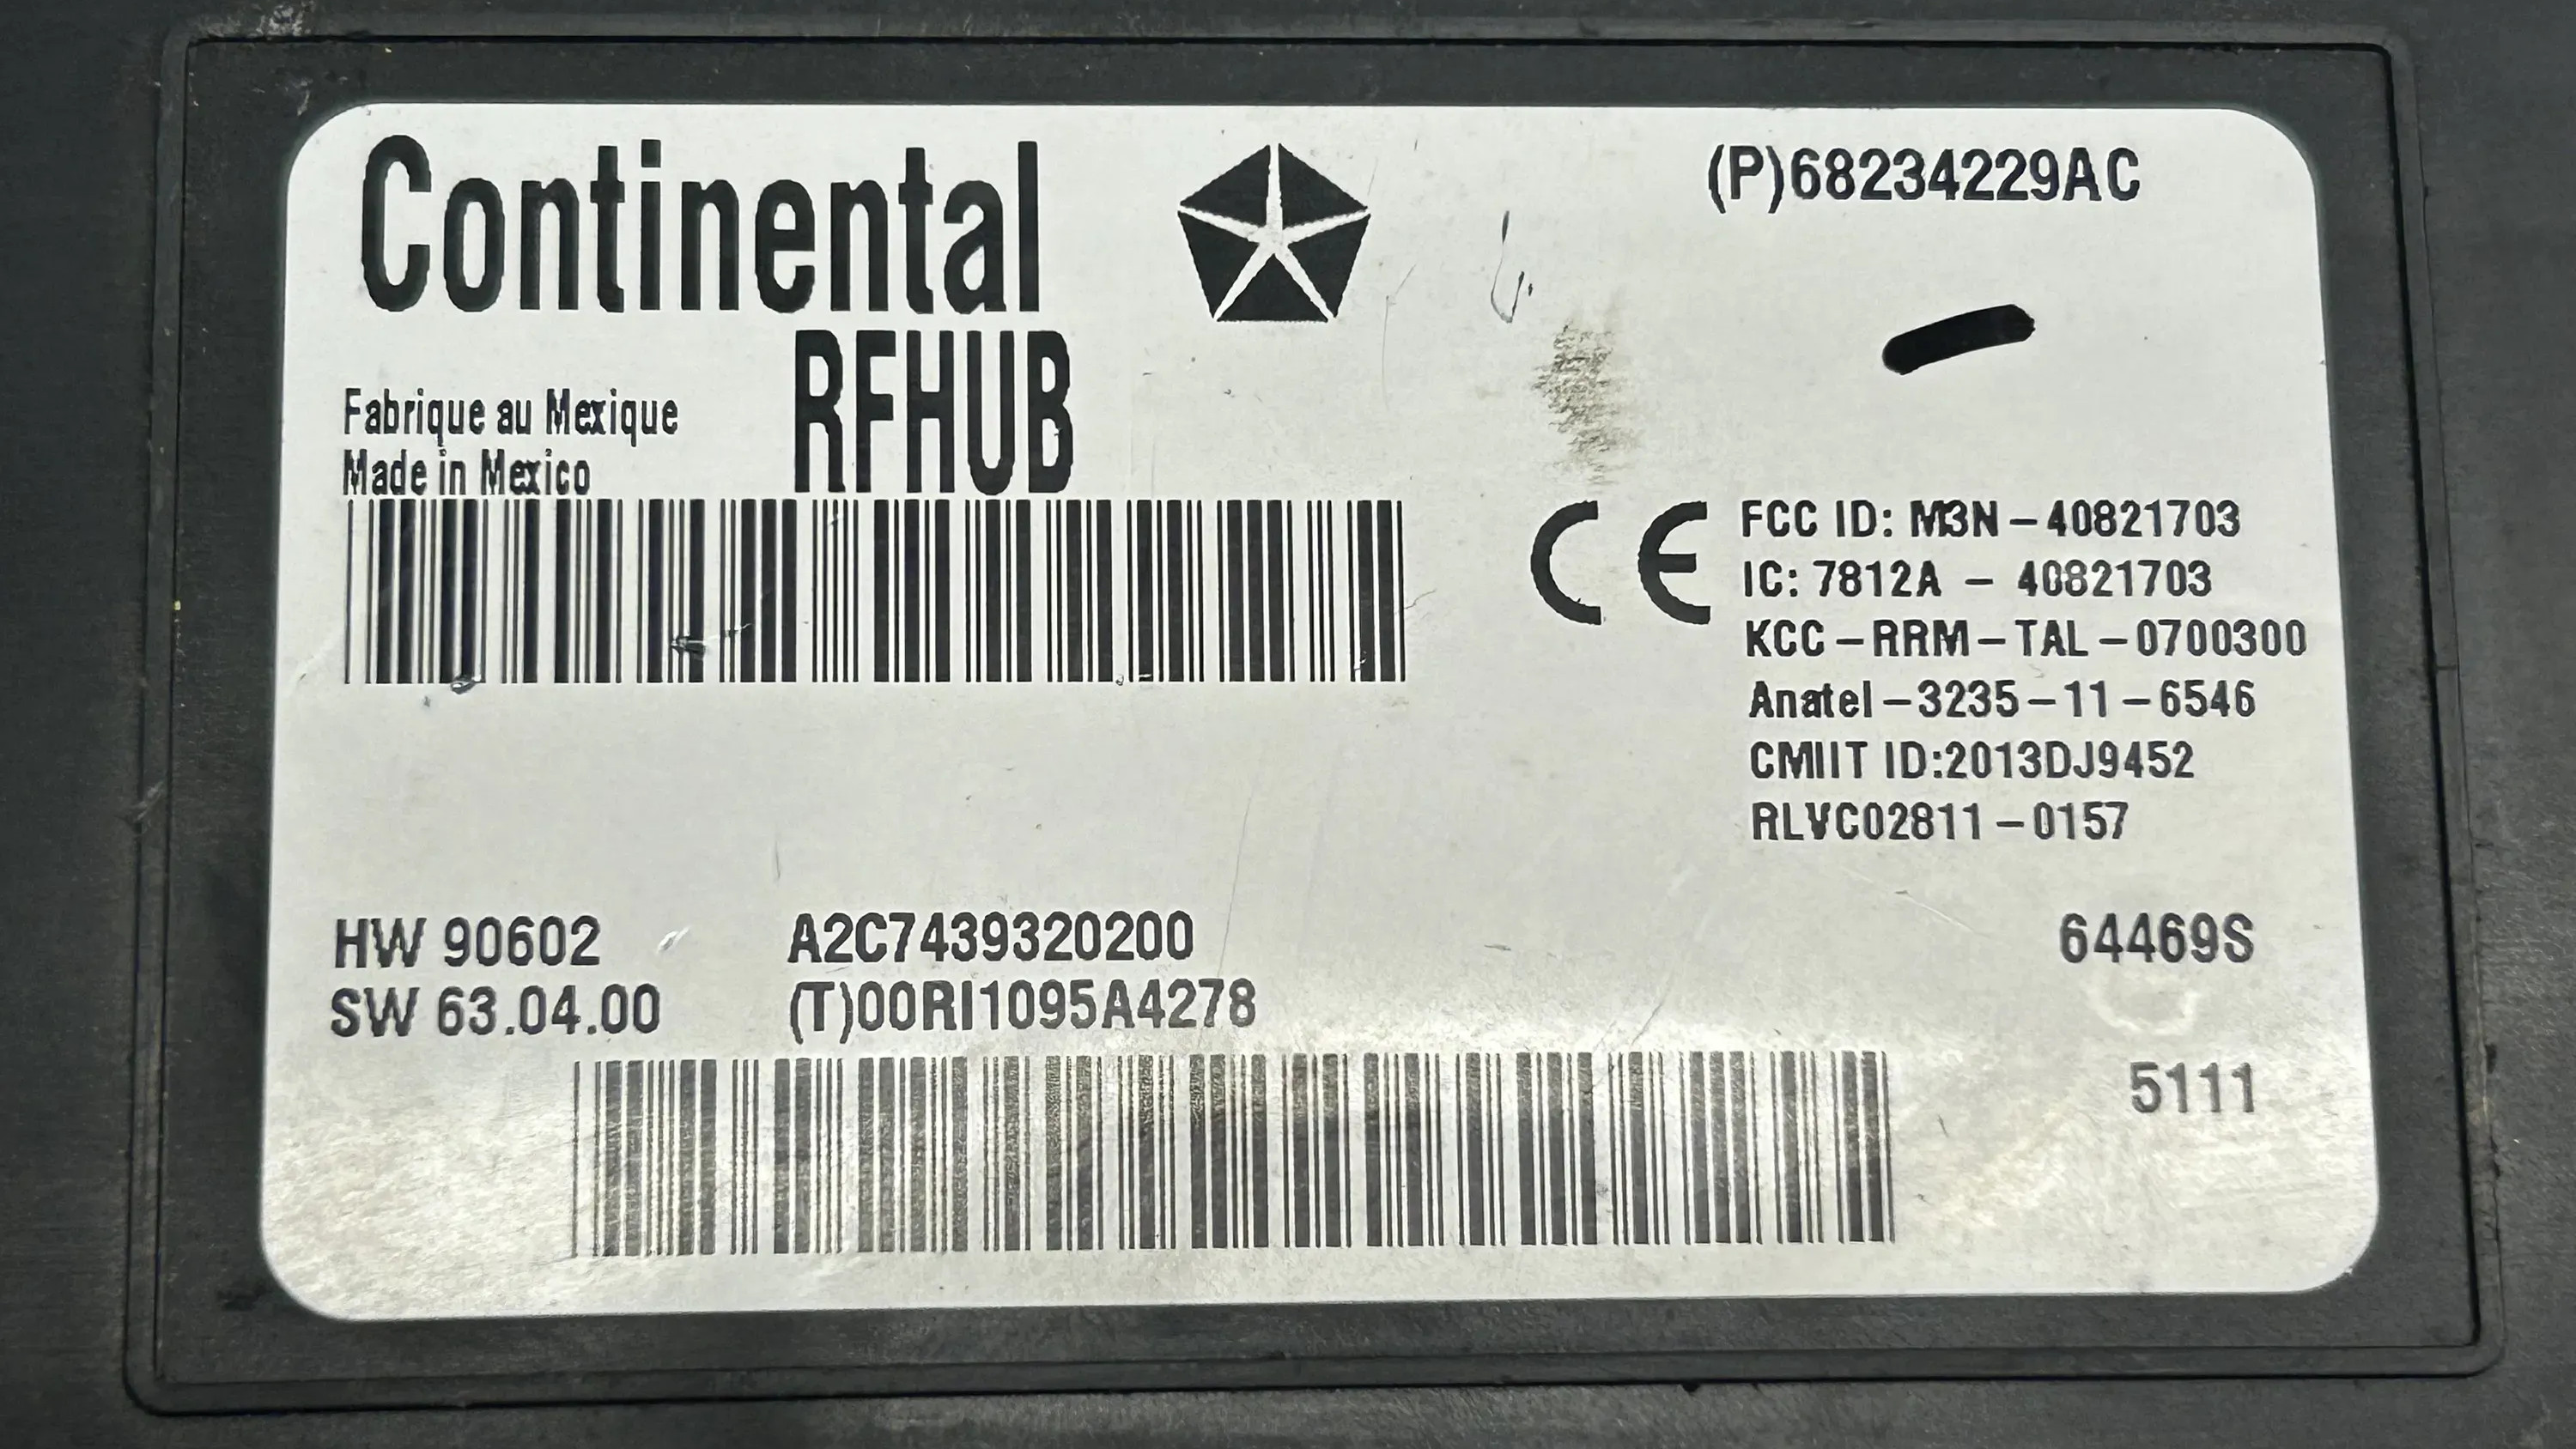 Continental
(P)68234229AC
RFHUB
Fabrique au Mexique
Made in Mexico
CE
FCC ID: M3N-40821703
IC: 7812A - 40821703
KCC-RRM-TAL-0700300
Anatel-3235-11-6546
CMIIT ID:2013DJ9452
RLVC02811-0157
HW 90602
A2C7439320200
64469S
SW 63.04.00
(T)00RI1095A4278
5111